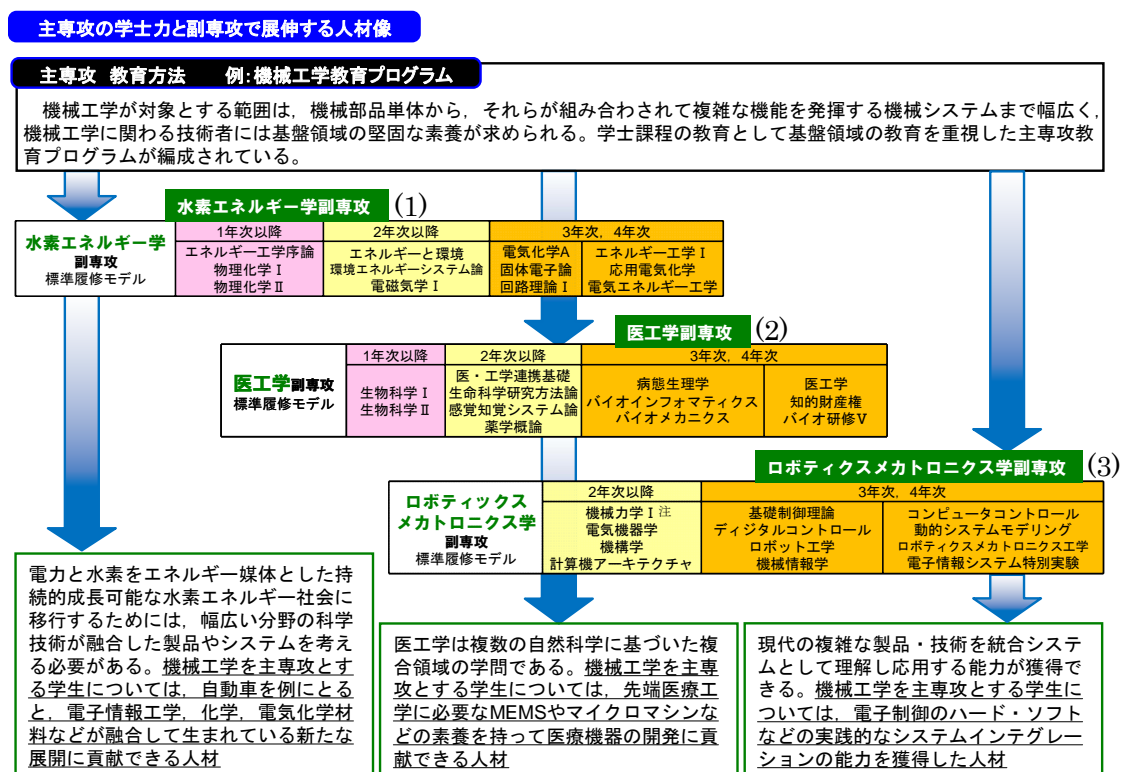 主専攻の学士力と副専攻で展伸する人材像
主専攻 教育方法 例:機械工学教育プログラム
機械工学が対象とする範囲は，機械部品単体から，それらが組み合わされて複雑な機能を発揮する機械システムまで幅広く，
機械工学に関わる技術者には基盤領域の堅固な素養が求められる。学士課程の教育として基盤領域の教育を重視した主専攻教
育プログラムが編成されている。
水素エネルギー学副専攻 (1)
水素エネルギー学
副専攻
標準履修モデル
1年次以降
エネルギー工学序論
物理化学Ⅰ
物理化学Ⅱ
2年次以降
エネルギーと環境
環境エネルギーシステム論
電磁気学Ⅰ
3年次，4年次
電気化学A
固体電子論
回路理論Ⅰ
エネルギー工学Ⅰ
応用電気化学
電気エネルギー工学
医工学副専攻 (2)
医工学副専攻
標準履修モデル
1年次以降
生物科学Ⅰ
生物科学Ⅱ
2年次以降
医・工学連携基礎
生命科学研究方法論
感覚知覚システム論
薬学概論
3年次，4年次
病態生理学
バイオインフォマティクス
バイオメカニクス
医工学
知的財産権
バイオ研修Ⅴ
ロボティクスメカトロニクス学副専攻 (3)
ロボティックス
メカトロニクス学
副専攻
標準履修モデル
2年次以降
機械力学Ⅰ注
電気機器学
機構学
計算機アーキテクチャ
3年次，4年次
基礎制御理論
ディジタルコントロール
ロボット工学
機械情報学
コンピュータコントロール
動的システムモデリング
ロボティクスメカトロニクス工学
電子情報システム特別実験
電力と水素をエネルギー媒体とした持
続的成長可能な水素エネルギー社会に
移行するためには，幅広い分野の科学
技術が融合した製品やシステムを考え
る必要がある。機械工学を主専攻とす
る学生については，自動車を例にとる
と，電子情報工学，化学，電気化学材
料などが融合して生まれている新たな
展開に貢献できる人材
医工学は複数の自然科学に基づいた複
合領域の学問である。機械工学を主専
攻とする学生については，先端医療工
学に必要なMEMSやマイクロマシンな
どの素養を持って医療機器の開発に貢
献できる人材
現代の複雑な製品・技術を統合システ
ムとして理解し応用する能力が獲得で
きる。機械工学を主専攻とする学生に
ついては，電子制御のハード・ソフト
などの実践的なシステムインテグレー
ションの能力を獲得した人材